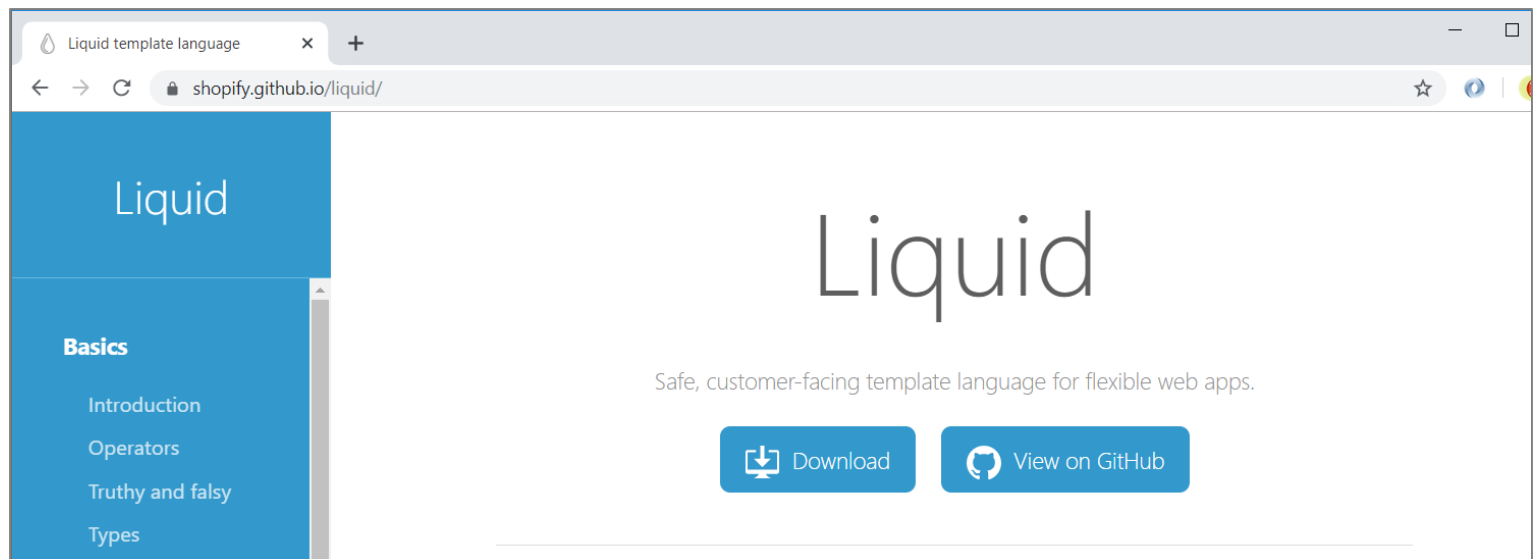 Liquid template language
shopify.github.io/liquid/
Liquid
Basics
Introduction
Operators
Truthy and falsy
Types
Liquid
Safe, customer-facing template language for flexible web apps.
Download
View on GitHub